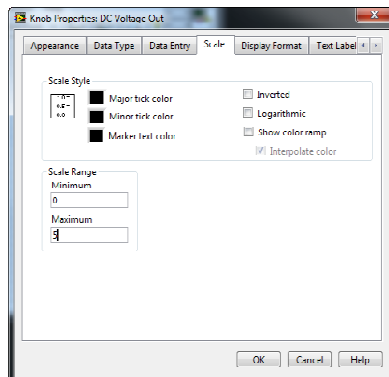 Knob Properties: DC Voltage Out
Appearance Data Type Data Entry Scale Display Format Text Label
Scale Style
Major tick color
Minor tick color
Marker text color
Inverted
Logarithmic
Show color ramp
Interpolate color
Scale Range
Minimum
0
Maximum
5
OK Cancel Help